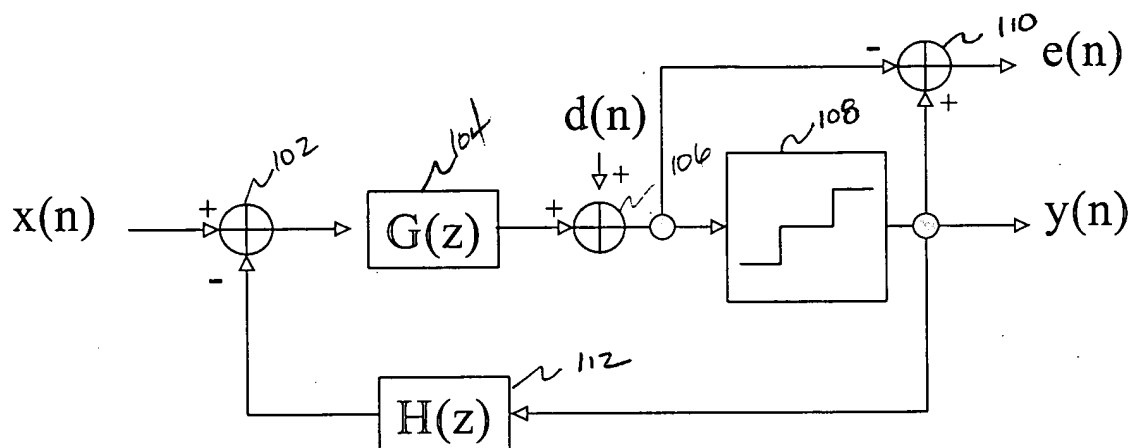 110
- e(n)
+
d(n) 108
104 106
102 +
x(n) + G(z) + y(n)
-
112
H(z)